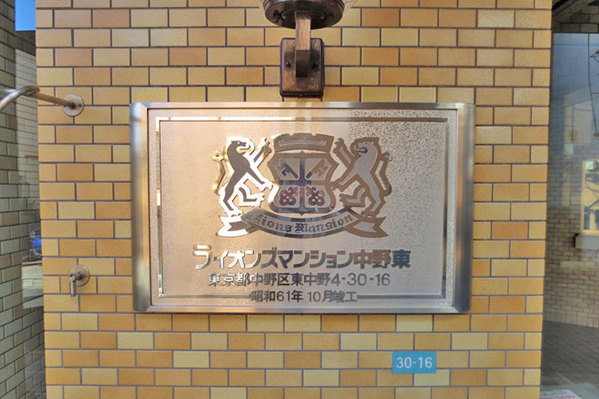 Lions Mansion
ライオンズマンション中野東
東京都中野区東中野4-30-16
昭和61年10月竣工
30-16